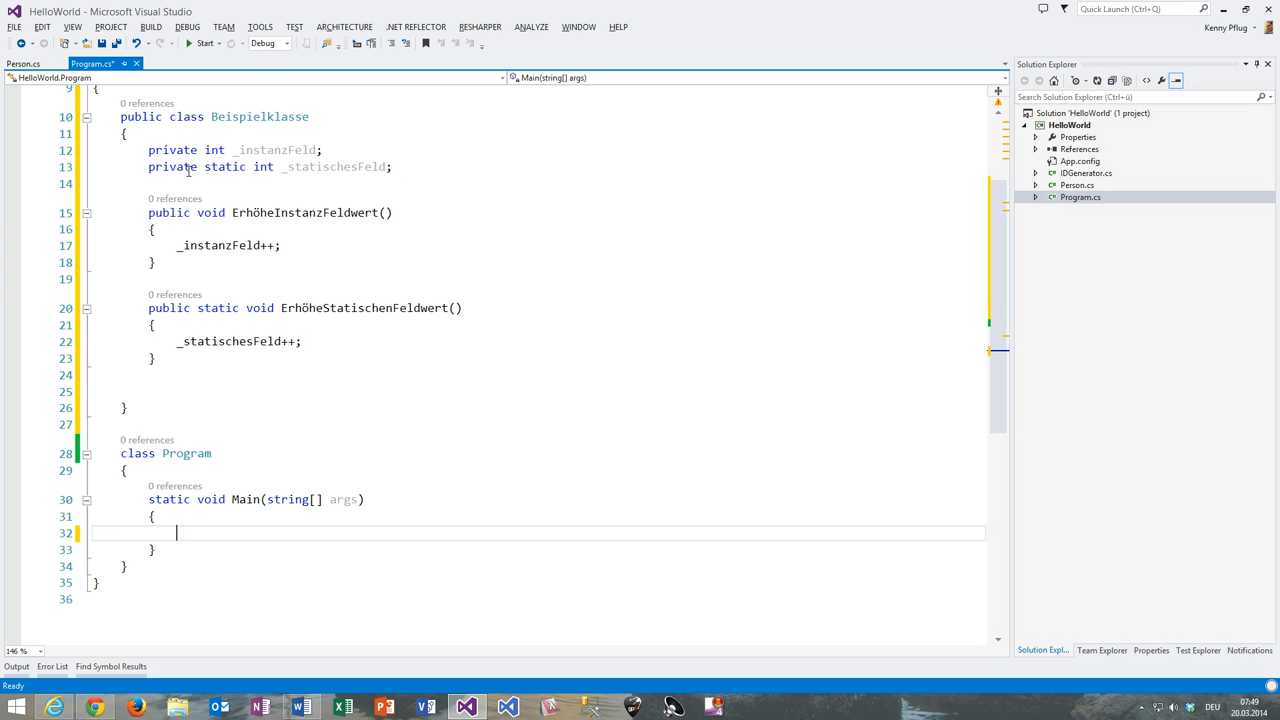 HelloWorld - Microsoft Visual Studio
Quick Launch (Ctrl+Q)
FILE EDIT VIEW PROJECT BUILD DEBUG TEAM TOOLS TEST ARCHITECTURE .NET REFLECTOR RESHARPER ANALYZE WINDOW HELP
Kenny Pflug
Start Debug
Person.cs Program.cs*
HelloWorld.Program Main(string[] args)
9 {
0 references
10 public class Beispielklasse
11 {
12 private int _instanzFeld;
13 private static int _statischesFeld;
14
0 references
15 public void ErhöheInstanzFeldwert()
16 {
17 _instanzFeld++;
18 }
19
0 references
20 public static void ErhöheStatischenFeldwert()
21 {
22 _statischesFeld++;
23 }
24
25
26 }
27
0 references
28 class Program
29 {
0 references
30 static void Main(string[] args)
31 {
32
33 }
34 }
35 }
36
146 %
Solution Explorer
Search Solution Explorer (Ctrl+ü)
Solution 'HelloWorld' (1 project)
HelloWorld
Properties
References
App.config
IDGenerator.cs
Person.cs
Program.cs
Solution Expl... Team Explorer Properties Test Explorer Notifications
Output Error List Find Symbol Results
Ready
DEU
07:49
20.03.2014